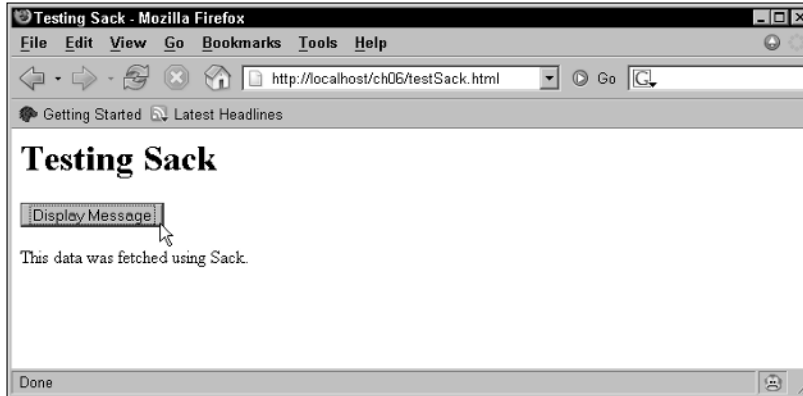 Testing Sack - Mozilla Firefox
File Edit View Go Bookmarks Tools Help
http://localhost/ch06/testSack.html Go G
Getting Started Latest Headlines
Testing Sack
Display Message
This data was fetched using Sack.
Done